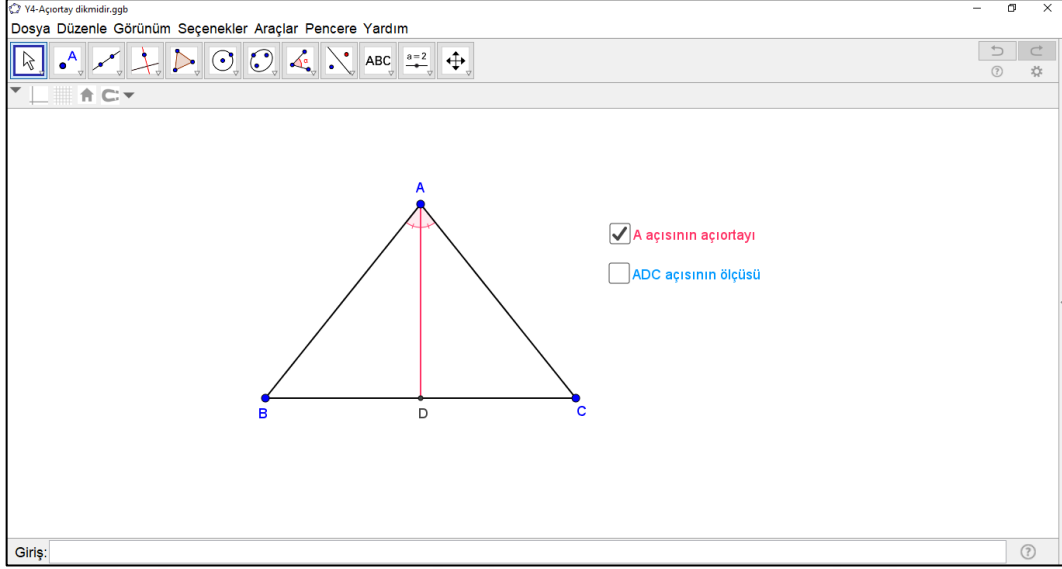 Y4-Açıortay dikmidir.ggb
Dosya Düzenle Görünüm Seçenekler Araçlar Pencere Yardım
A ABC a=2
A
A açısının açıortayı
ADC açısının ölçüsü
B D C
Giriş: